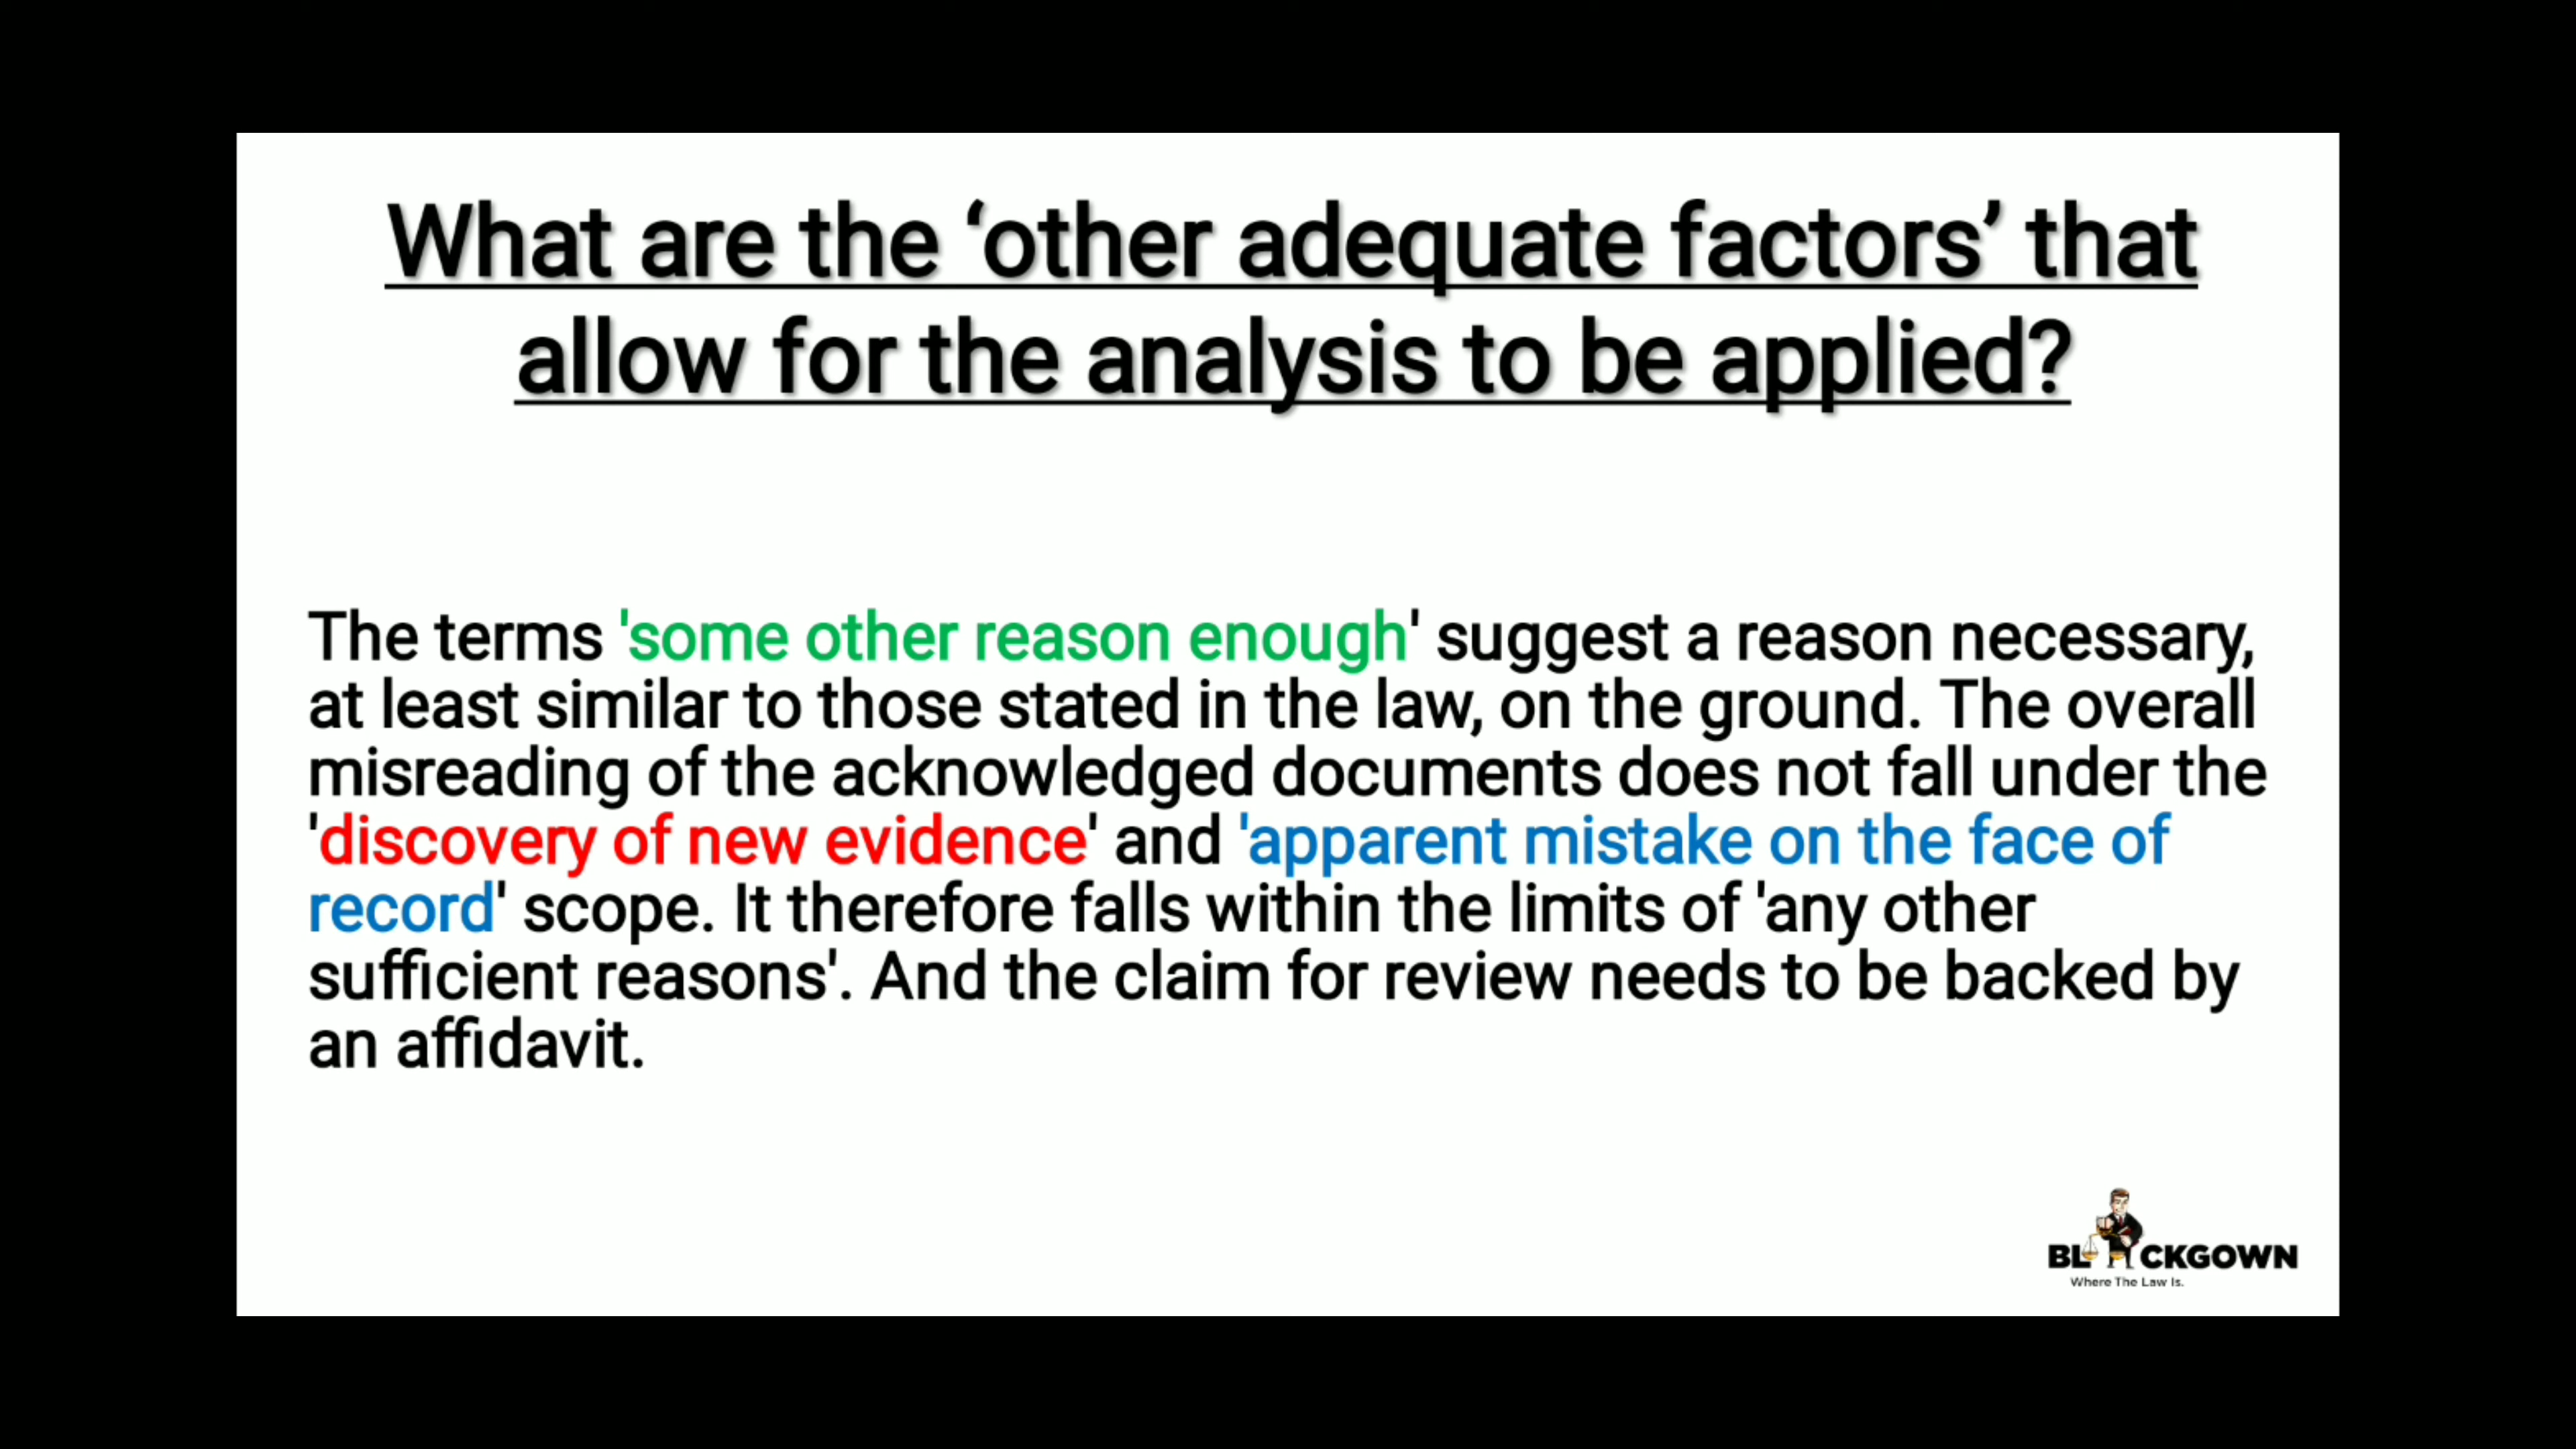 What are the ‘other adequate factors’ that
allow for the analysis to be applied?
The terms 'some other reason enough' suggest a reason necessary,
at least similar to those stated in the law, on the ground. The overall
misreading of the acknowledged documents does not fall under the
'discovery of new evidence' and 'apparent mistake on the face of
record' scope. It therefore falls within the limits of 'any other
sufficient reasons'. And the claim for review needs to be backed by
an affidavit.
BL CKGOWN
Where The Law Is.